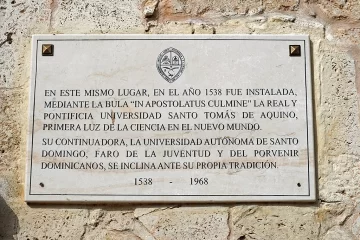 EN ESTE MISMO LUGAR, EN EL AÑO 1538 FUE INSTALADA,
MEDIANTE LA BULA "IN APOSTOLATUS CULMINE" LA REAL Y
PONTIFICIA UNIVERSIDAD SANTO TOMÁS DE AQUINO,
PRIMERA LUZ DE LA CIENCIA EN EL NUEVO MUNDO.
SU CONTINUADORA, LA UNIVERSIDAD AUTÓNOMA DE SANTO
DOMINGO, FARO DE LA JUVENTUD Y DEL PORVENIR
DOMINICANOS, SE INCLINA ANTE SU PROPIA TRADICIÓN.
1538 - 1968